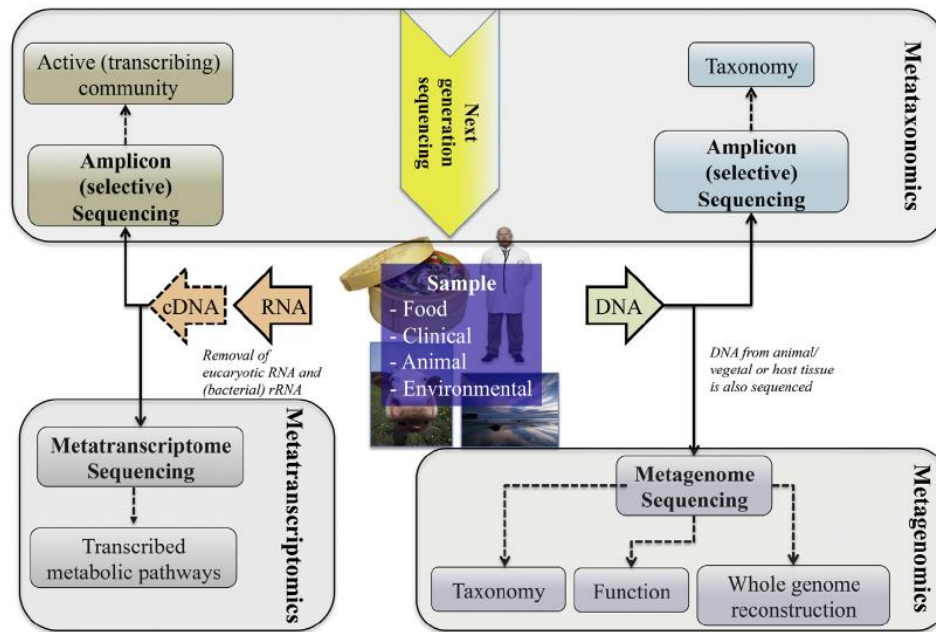 Active (transcribing)
community
Amplicon
(selective)
Sequencing
Next
generation
sequencing
Taxonomy
Amplicon
(selective)
Sequencing
Metataxonomics
cDNA
RNA
Removal of
eucaryotic RNA and
(bacterial) rRNA
Sample
- Food
- Clinical
- Animal
- Environmental
DNA
DNA from animal/
vegetal or host tissue
is also sequenced
Metatranscriptome
Sequencing
Transcribed
metabolic pathways
Metatranscriptomics
Metagenome
Sequencing
Taxonomy
Function
Whole genome
reconstruction
Metagenomics